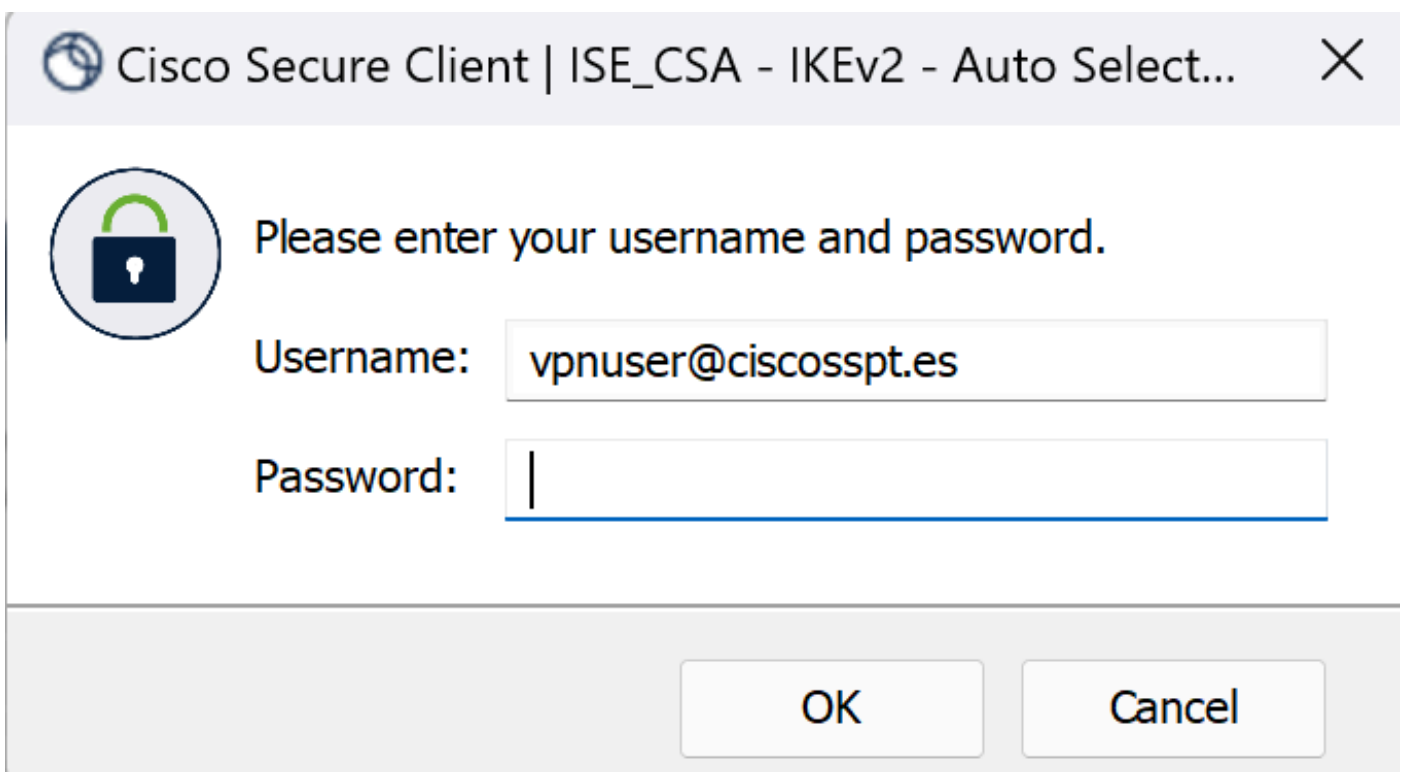 Cisco Secure Client | ISE_CSA - IKEv2 - Auto Select...
Please enter your username and password.
Username: vpnuser@ciscosspt.es
Password:
OK Cancel